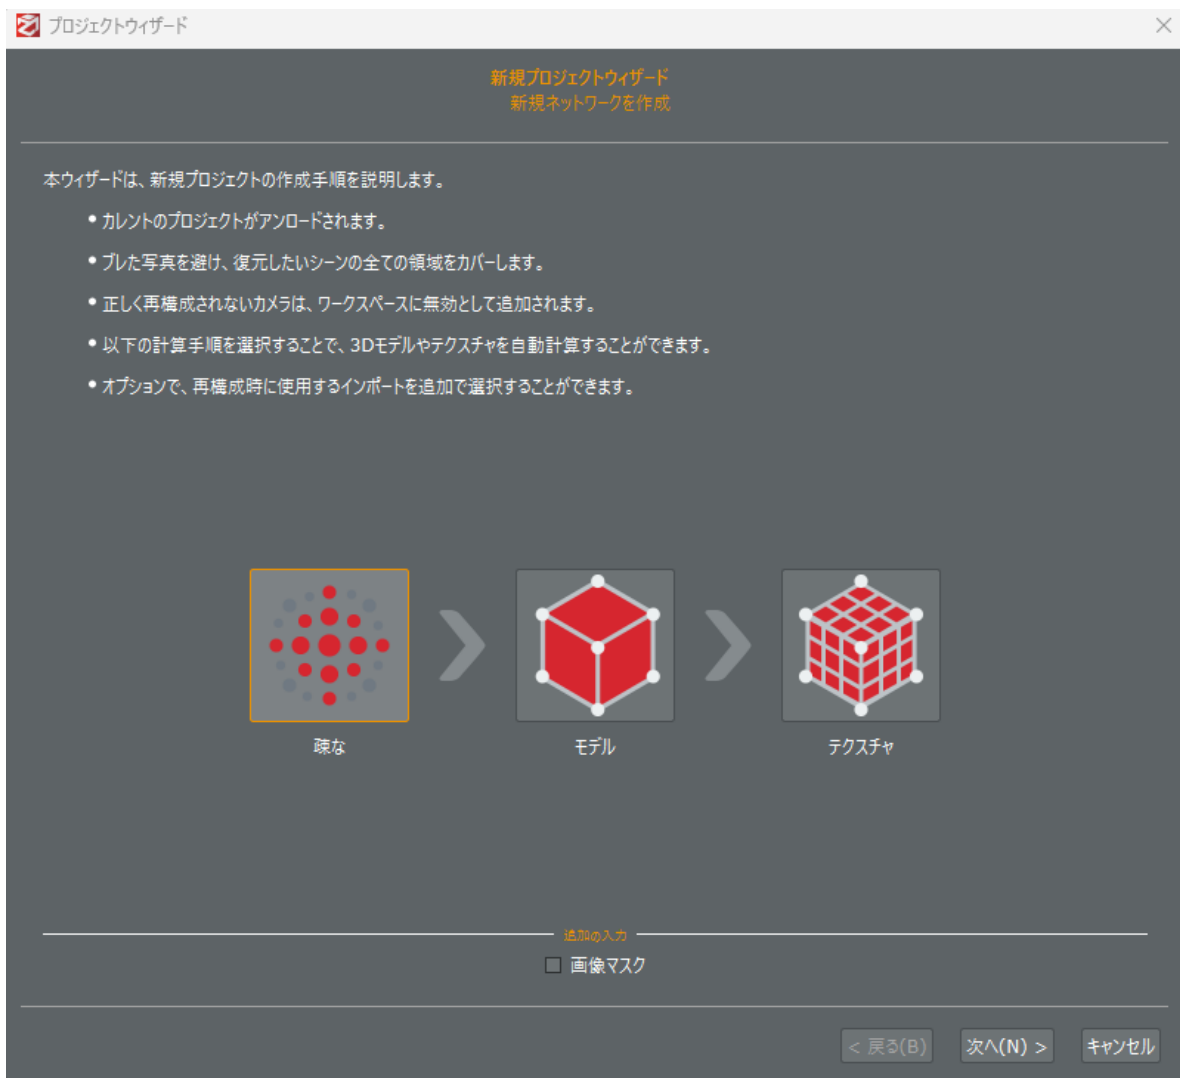 プロジェクトウィザード
新規プロジェクトウィザード
新規ネットワークを作成
本ウィザードは、新規プロジェクトの作成手順を説明します。
• カレントのプロジェクトがアンロードされます。
• ブレた写真を避け、復元したいシーンの全ての領域をカバーします。
• 正しく再構成されないカメラは、ワークスペースに無効として追加されます。
• 以下の計算手順を選択することで、3Dモデルやテクスチャを自動計算することができます。
• オプションで、再構成時に使用するインポートを追加で選択することができます。
疎な
モデル
テクスチャ
追加の入力
画像マスク
< 戻る(B)
次へ(N) >
キャンセル